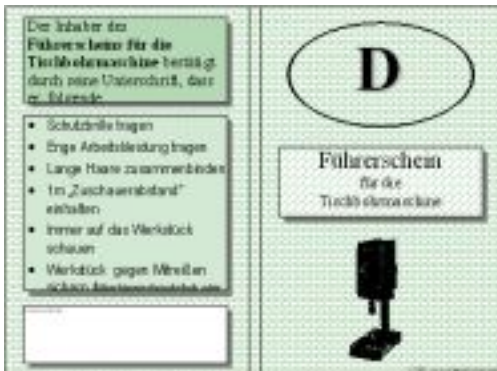 Der Inhaber des
Führerscheins für die
Tischbohrmaschine bestätigt
durch seine Unterschrift, dass
er folgende
• Schutzbrille tragen
• Enge Arbeitskleidung tragen
• Lange Haare zusammenbinden
• 1m „Zuschauerabstand"
einhalten
• Immer auf das Werkstück
schauen
• Werkstück gegen Mitreißen
sichern
D
Führerschein
für die
Tischbohrmaschine